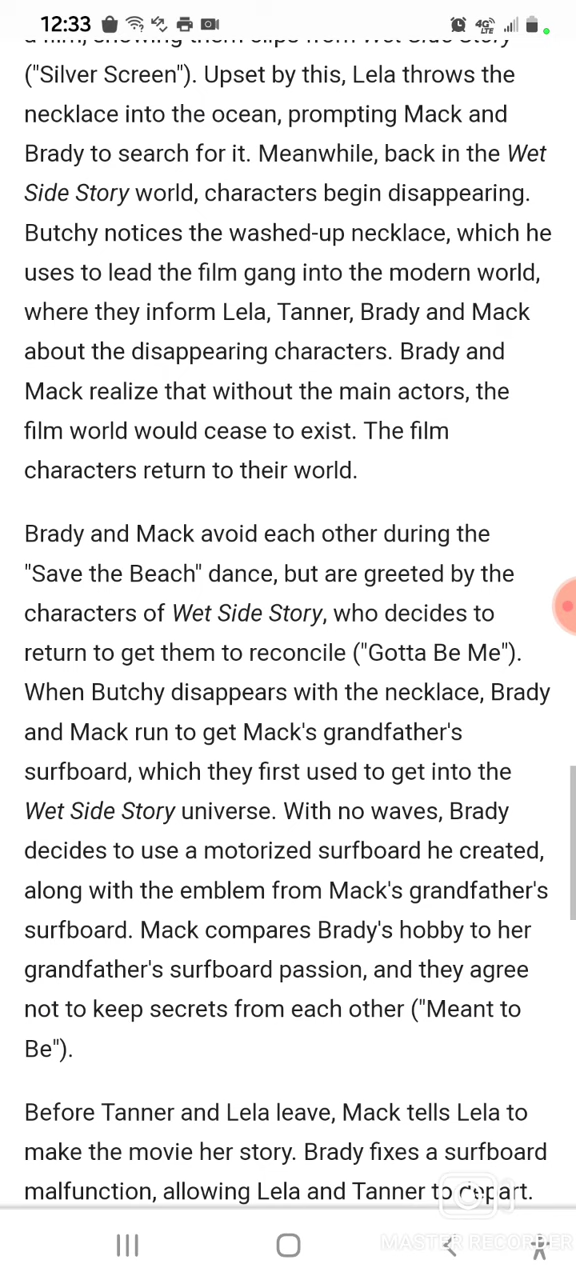 12:33
4G
LTE
a film, showing them clips from Wet Side Story
("Silver Screen"). Upset by this, Lela throws the
necklace into the ocean, prompting Mack and
Brady to search for it. Meanwhile, back in the Wet
Side Story world, characters begin disappearing.
Butchy notices the washed-up necklace, which he
uses to lead the film gang into the modern world,
where they inform Lela, Tanner, Brady and Mack
about the disappearing characters. Brady and
Mack realize that without the main actors, the
film world would cease to exist. The film
characters return to their world.
Brady and Mack avoid each other during the
"Save the Beach" dance, but are greeted by the
characters of Wet Side Story, who decides to
return to get them to reconcile ("Gotta Be Me").
When Butchy disappears with the necklace, Brady
and Mack run to get Mack's grandfather's
surfboard, which they first used to get into the
Wet Side Story universe. With no waves, Brady
decides to use a motorized surfboard he created,
along with the emblem from Mack's grandfather's
surfboard. Mack compares Brady's hobby to her
grandfather's surfboard passion, and they agree
not to keep secrets from each other ("Meant to
Be").
Before Tanner and Lela leave, Mack tells Lela to
make the movie her story. Brady fixes a surfboard
malfunction, allowing Lela and Tanner to depart.
MASTER RECORDER